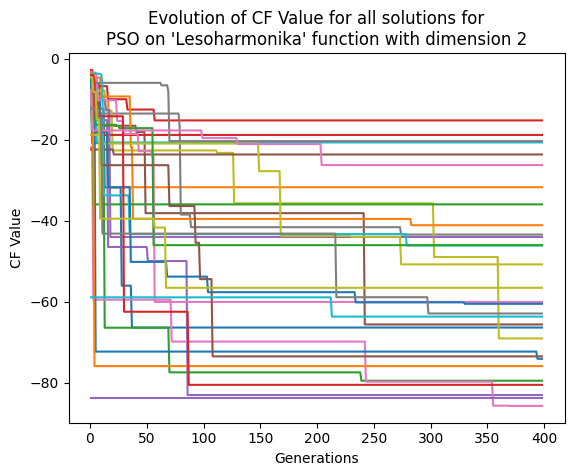 Evolution of CF Value for all solutions for
PSO on 'Lesoharmonika' function with dimension 2
0
−20
−40
−60
−80
CF Value
0 50 100 150 200 250 300 350 400
Generations